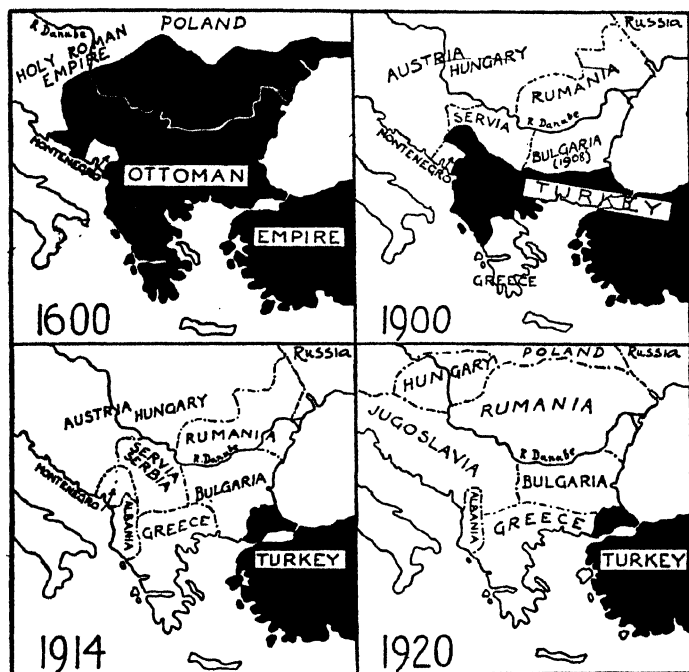 POLAND
R Danube
HOLY ROMAN
EMPIRE
MONTENEGRO
OTTOMAN
EMPIRE
1600
Russia
AUSTRIA
HUNGARY
RUMANIA
SERVIA
R Danube
BULGARIA
(1908)
MONTENEGRO
TURKEY
GREECE
1900
Russia
AUSTRIA HUNGARY
RUMANIA
SERVIA
SERBIA
R Danube
MONTENEGRO
BULGARIA
ALBANIA
GREECE
TURKEY
1914
POLAND
Russia
HUNGARY
RUMANIA
JUGOSLAVIA
R Danube
BULGARIA
ALBANIA
GREECE
TURKEY
1920